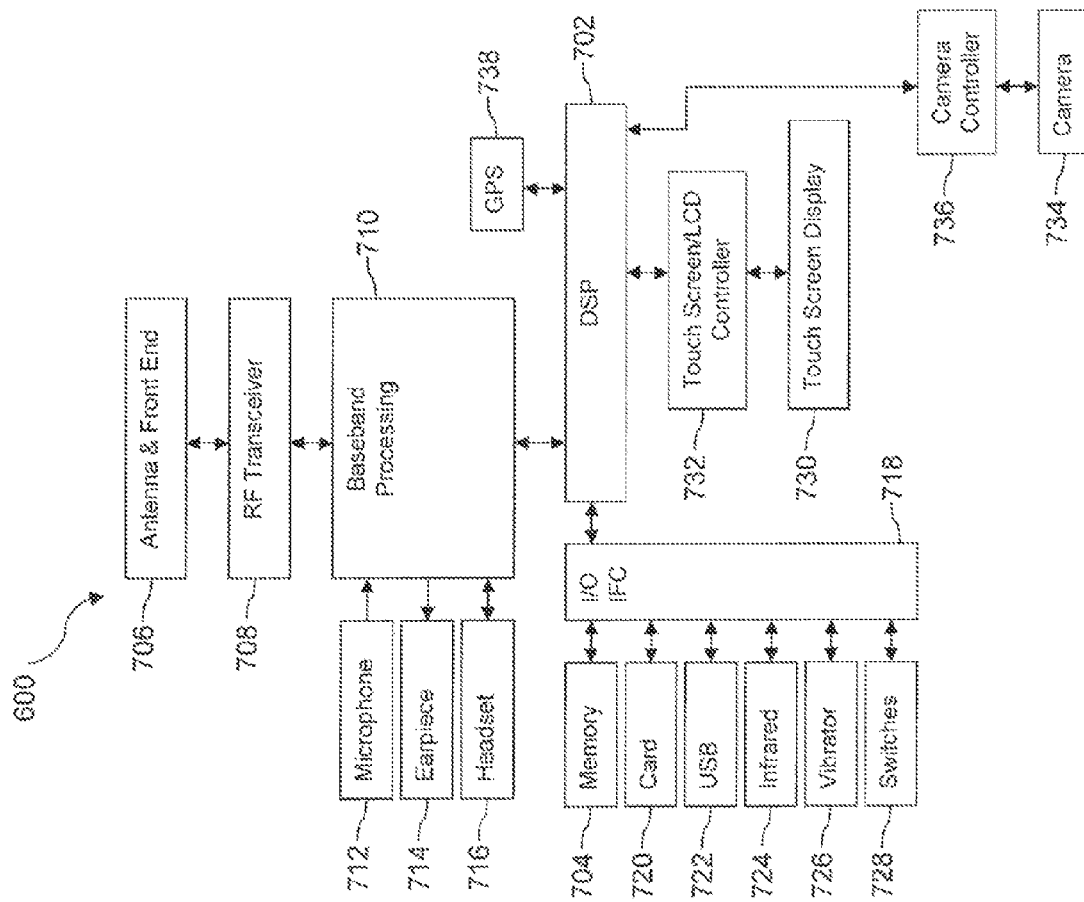 600
706
Antenna & Front End
708
RF Transceiver
710
Baseband
Processing
712
Microphone
714
Earpiece
716
Headset
738
GPS
702
DSP
718
I/O
IFC
704
Memory
720
Card
722
USB
724
Infrared
726
Vibrator
728
Switches
732
Touch Screen/LCD
Controller
730
Touch Screen Display
736
Camera
Controller
734
Camera